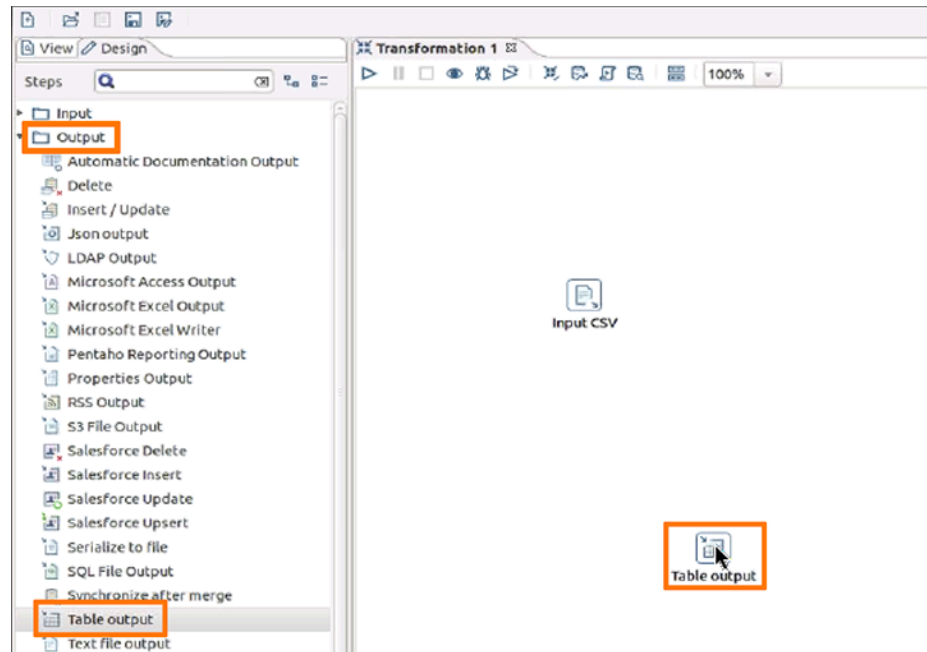 View Design
Transformation 1
Steps
100%
Input
Output
Automatic Documentation Output
Delete
Insert / Update
Json output
LDAP Output
Microsoft Access Output
Microsoft Excel Output
Microsoft Excel Writer
Pentaho Reporting Output
Properties Output
RSS Output
S3 File Output
Salesforce Delete
Salesforce Insert
Salesforce Update
Salesforce Upsert
Serialize to file
SQL File Output
Synchronize after merge
Table output
Text file output
Input CSV
Table output